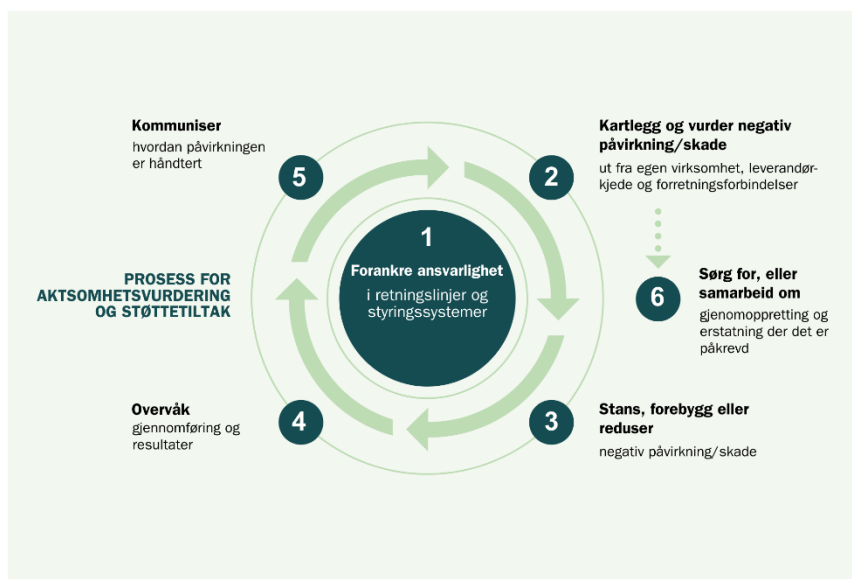 Kommuniser
hvordan påvirkningen
er håndtert
5
Kartlegg og vurder negativ
påvirkning/skade
ut fra egen virksomhet, leverandør-
kjede og forretningsforbindelser
2
1
Forankre ansvarlighet
i retningslinjer og
styringssystemer
PROSESS FOR
AKTSOMHETSVURDERING
OG STØTTETILTAK
6
Sørg for, eller
samarbeid om
gjenomoppretting og
erstatning der det er
påkrevd
Overvåk
gjennomføring og
resultater
4
3
Stans, forebygg eller
reduser
negativ påvirkning/skade